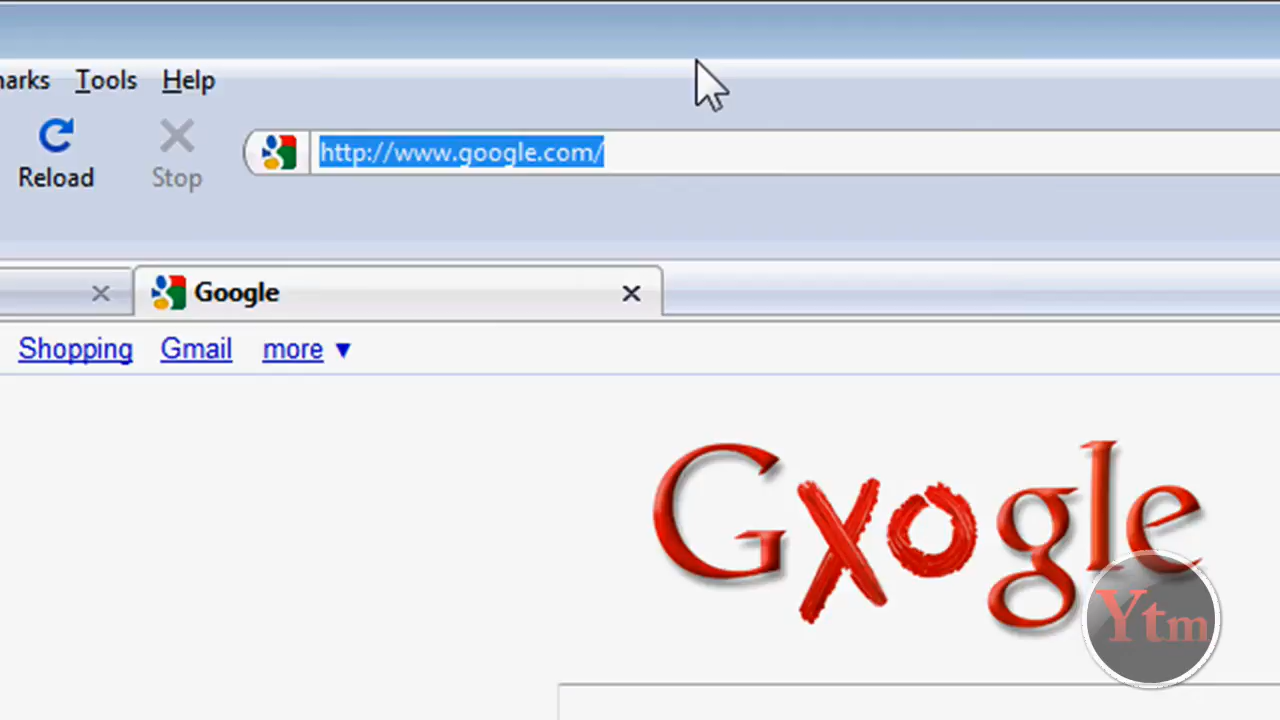 arks Tools Help
http://www.google.com/
Reload Stop
Google
Shopping Gmail more ▼
Gxogle
Ytm